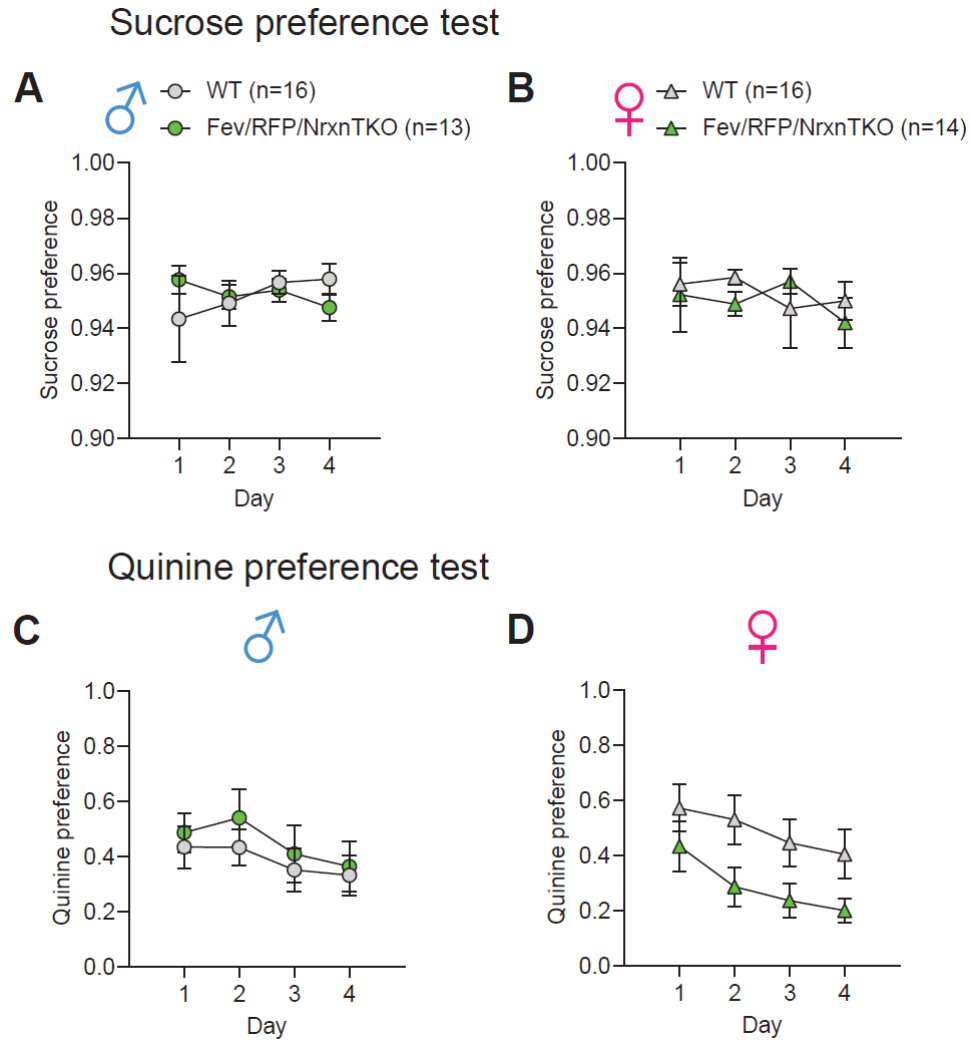 Sucrose preference test
A
WT (n=16)
Fev/RFP/NrxnTKO (n=13)
B
WT (n=16)
Fev/RFP/NrxnTKO (n=14)
Sucrose preference
1.00
0.98
0.96
0.94
0.92
0.90
1 2 3 4
Day
Sucrose preference
1.00
0.98
0.96
0.94
0.92
0.90
1 2 3 4
Day
Quinine preference test
C
D
Quinine preference
1.0
0.8
0.6
0.4
0.2
0.0
1 2 3 4
Day
Quinine preference
1.0
0.8
0.6
0.4
0.2
0.0
1 2 3 4
Day